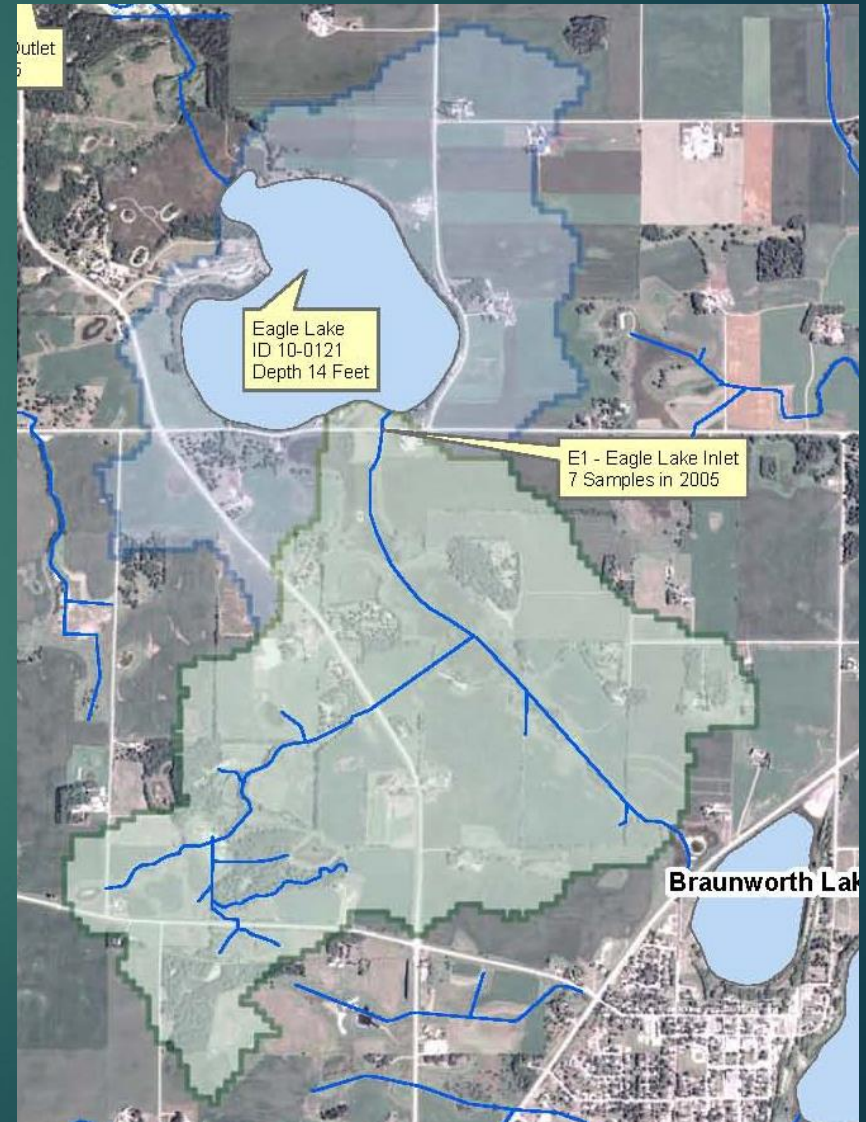 Outlet
5
Eagle Lake
ID 10-0121
Depth 14 Feet
E1 - Eagle Lake Inlet
7 Samples in 2005
Braunworth Lak